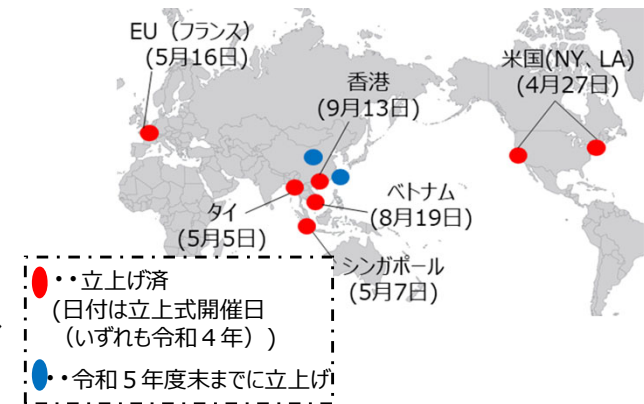 EU（フランス）
(5月16日)
米国(NY、LA)
(4月27日)
香港
(9月13日)
タイ
(5月5日)
ベトナム
(8月19日)
シンガポール
(5月7日)
・・立上げ済
(日付は立上式開催日
（いずれも令和４年）)
・・令和５年度末までに立上げ